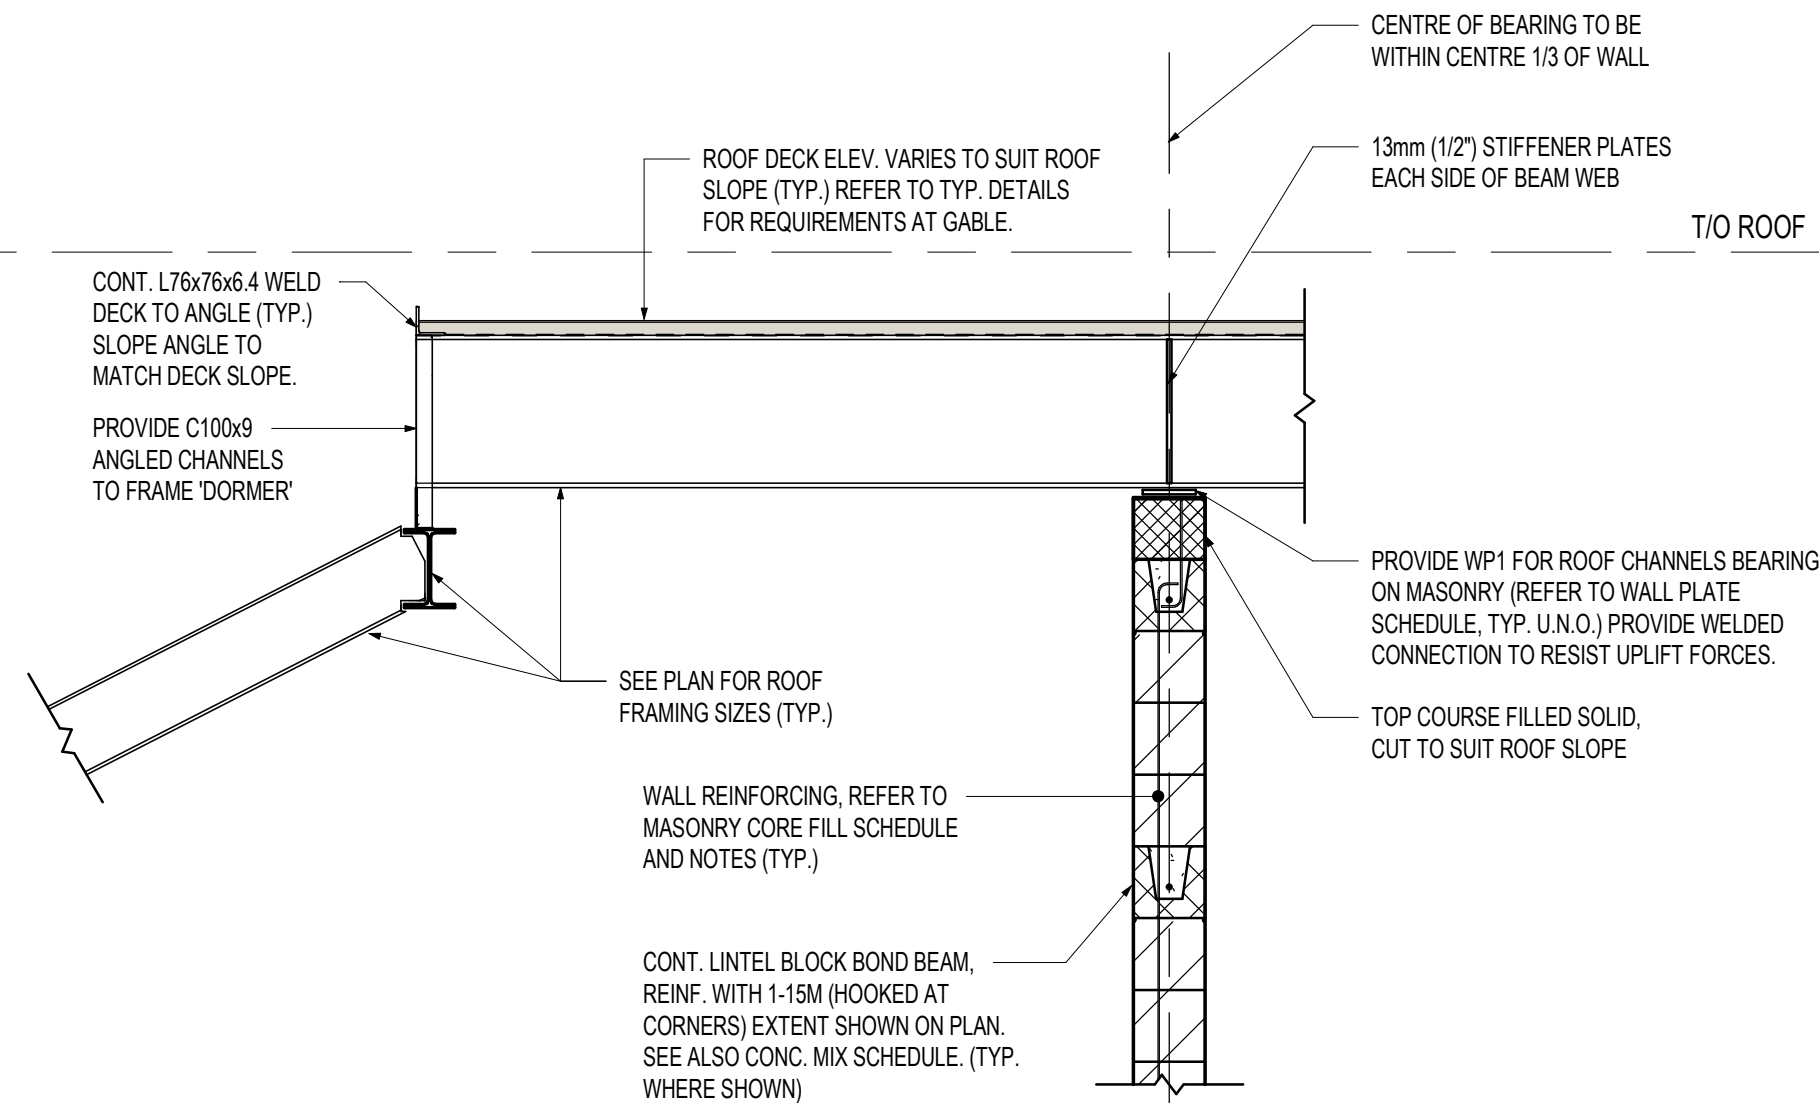 CENTRE OF BEARING TO BE
WITHIN CENTRE 1/3 OF WALL
13mm (1/2") STIFFENER PLATES
EACH SIDE OF BEAM WEB
ROOF DECK ELEV. VARIES TO SUIT ROOF
SLOPE (TYP.) REFER TO TYP. DETAILS
FOR REQUIREMENTS AT GABLE.
T/O ROOF
CONT. L76x76x6.4 WELD
DECK TO ANGLE (TYP.)
SLOPE ANGLE TO
MATCH DECK SLOPE.
PROVIDE C100x9
ANGLED CHANNELS
TO FRAME 'DORMER'
PROVIDE WP1 FOR ROOF CHANNELS BEARING
ON MASONRY (REFER TO WALL PLATE
SCHEDULE, TYP. U.N.O.) PROVIDE WELDED
CONNECTION TO RESIST UPLIFT FORCES.
SEE PLAN FOR ROOF
FRAMING SIZES (TYP.)
TOP COURSE FILLED SOLID,
CUT TO SUIT ROOF SLOPE
WALL REINFORCING, REFER TO
MASONRY CORE FILL SCHEDULE
AND NOTES (TYP.)
CONT. LINTEL BLOCK BOND BEAM,
REINF. WITH 1-15M (HOOKED AT
CORNERS) EXTENT SHOWN ON PLAN.
SEE ALSO CONC. MIX SCHEDULE. (TYP.
WHERE SHOWN)